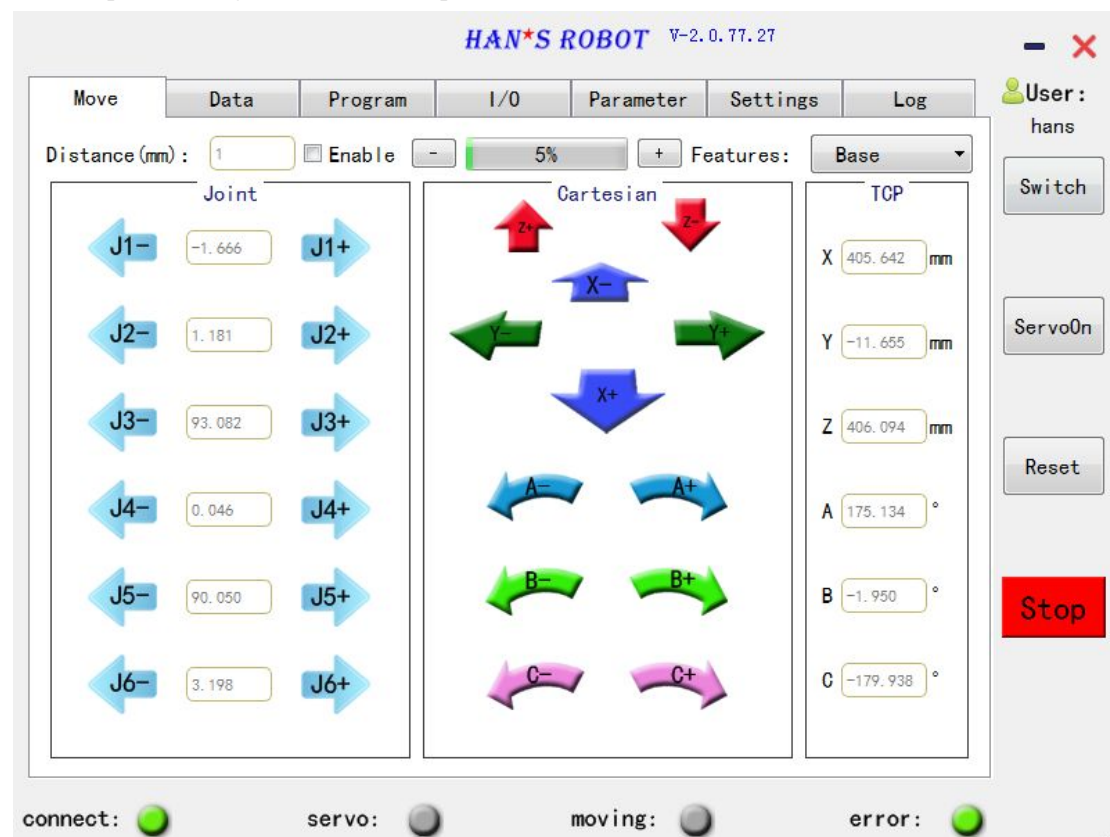 HAN*S ROBOT V-2.0.77.27
Move Data Program I/O Parameter Settings Log
User:
hans
Distance(mm): 1 Enable - 5% + Features: Base
Switch
Joint
Cartesian
TCP
J1- -1.666 J1+
Z+ Z-
X 405.642 mm
X-
J2- 1.181 J2+
Y- Y+
Y -11.655 mm
ServoOn
J3- 93.082 J3+
X+
Z 406.094 mm
Reset
J4- 0.046 J4+
A- A+
A 175.134 °
J5- 90.050 J5+
B- B+
B -1.950 °
Stop
J6- 3.198 J6+
C- C+
C -179.938 °
connect: servo: moving: error: